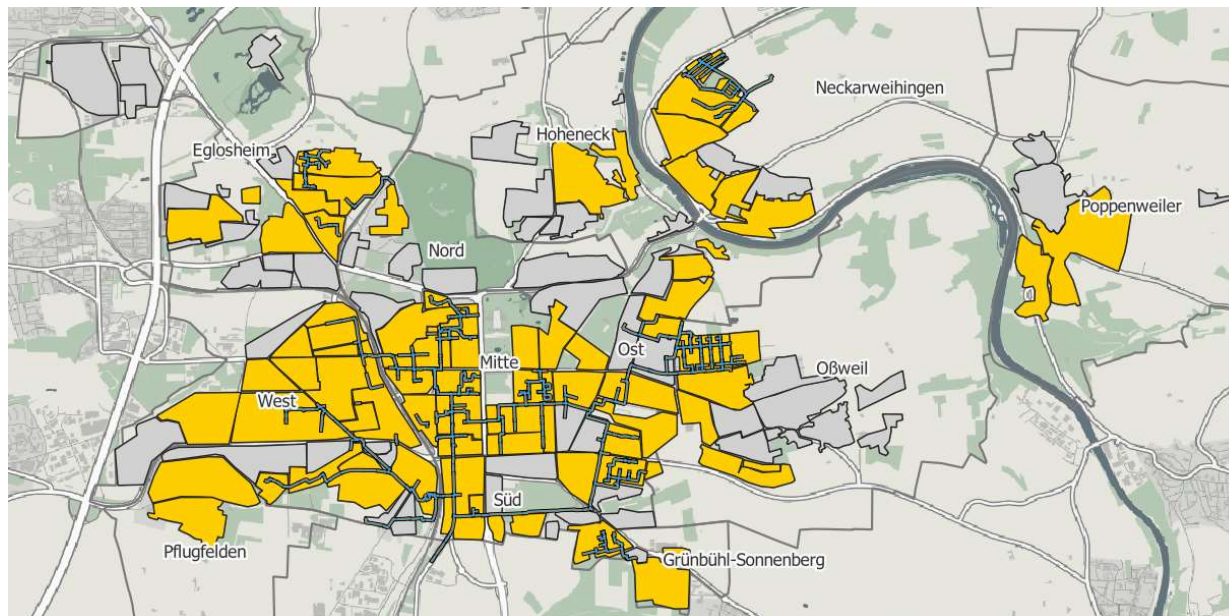 Neckarweihingen
Hoheneck
Eglosheim
Poppenweiler
Nord
Ost
Mitte
Oßweil
West
Süd
Pflugfelden
Grünbühl-Sonnenberg